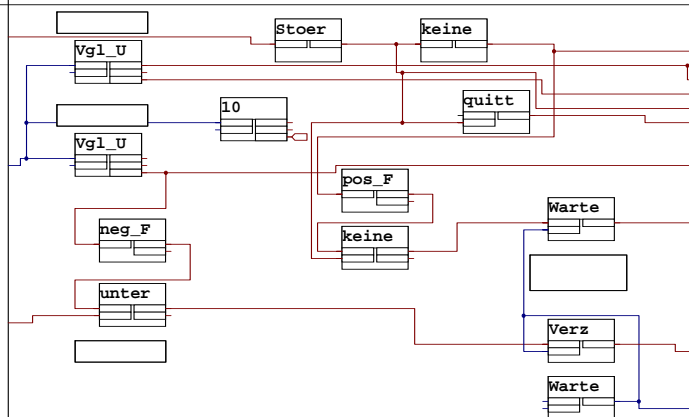 Stoer
keine
Vgl_U
10
quitt
Vgl_U
pos_F
Warte
neg_F
keine
unter
Verz
Warte